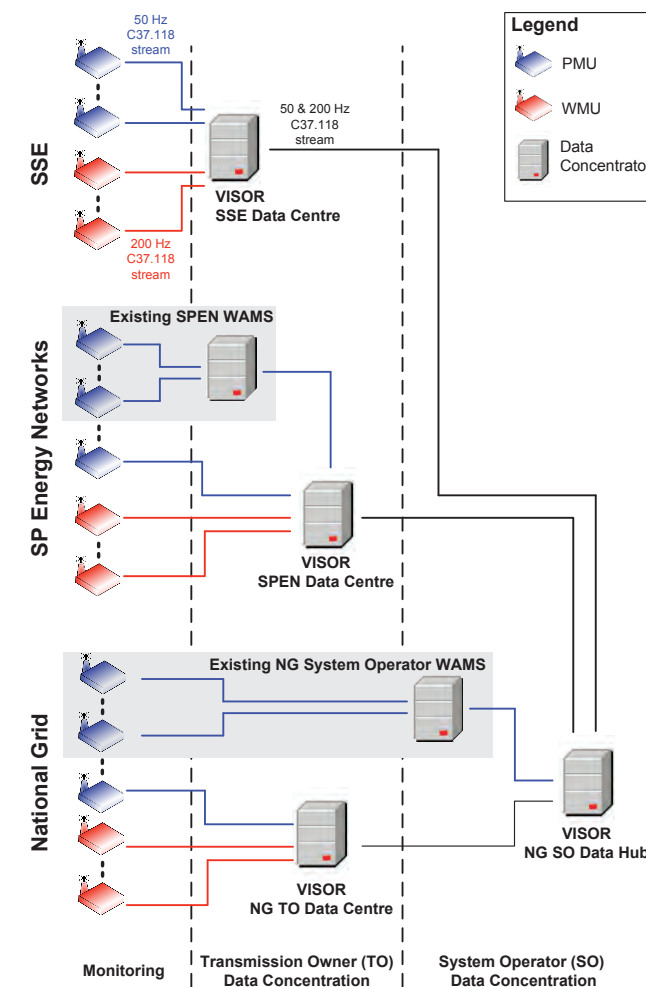 50 Hz
C37.118
stream
Legend
PMU
WMU
Data
Concentrato
50 & 200 Hz
C37.118
stream
SSE
VISOR
SSE Data Centre
200 Hz
C37.118
stream
Existing SPEN WAMS
SP Energy Networks
VISOR
SPEN Data Centre
Existing NG System Operator WAMS
National Grid
VISOR
NG SO Data Hub
VISOR
NG TO Data Centre
Monitoring
Transmission Owner (TO)
Data Concentration
System Operator (SO)
Data Concentration